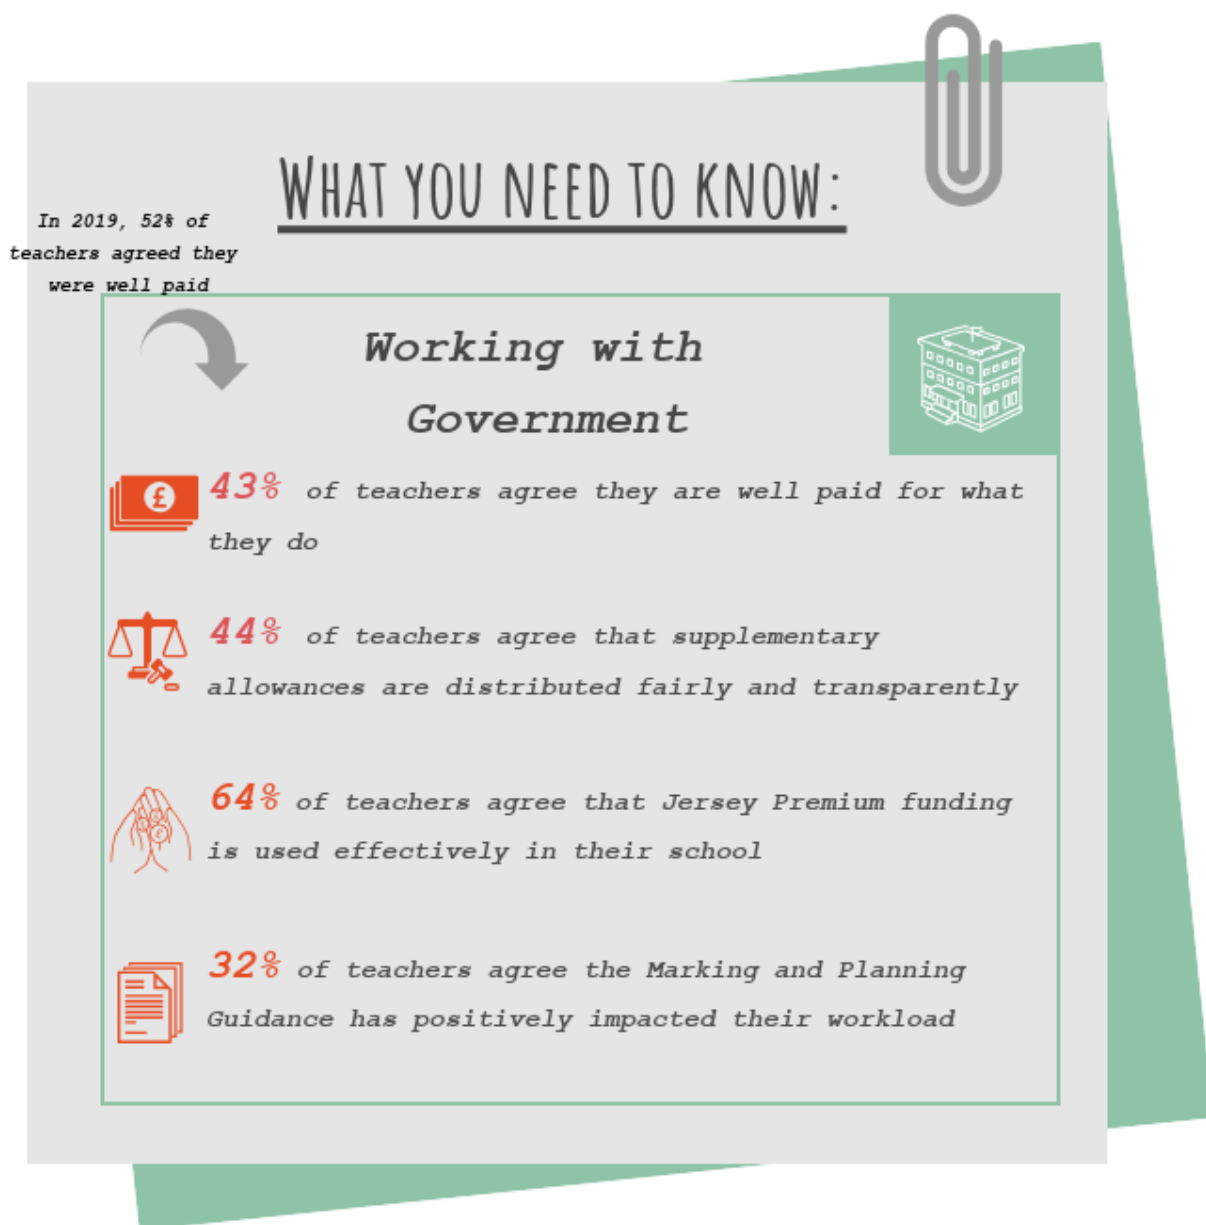 What you need to know:
In 2019, 52% of
teachers agreed they
were well paid
Working with
Government
£
43% of teachers agree they are well paid for what
they do
44% of teachers agree that supplementary
allowances are distributed fairly and transparently
64% of teachers agree that Jersey Premium funding
is used effectively in their school
32% of teachers agree the Marking and Planning
Guidance has positively impacted their workload